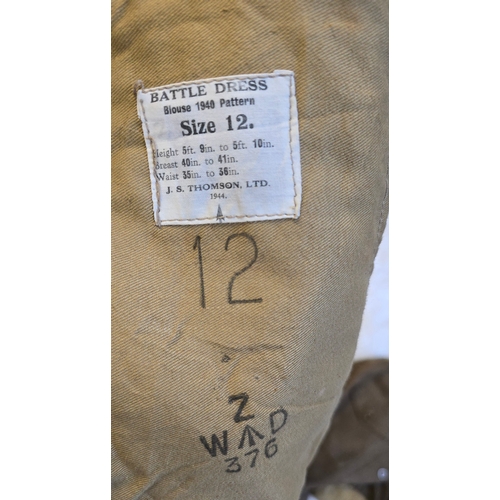 BATTLE DRESS
Blouse 1940 Pattern
Size 12.
Height 5ft. 9in. to 5ft. 10in.
Breast 40in. to 41in.
Waist 35in. to 36in.
J. S. THOMSON, LTD.
1944.
12
Z
W D
376